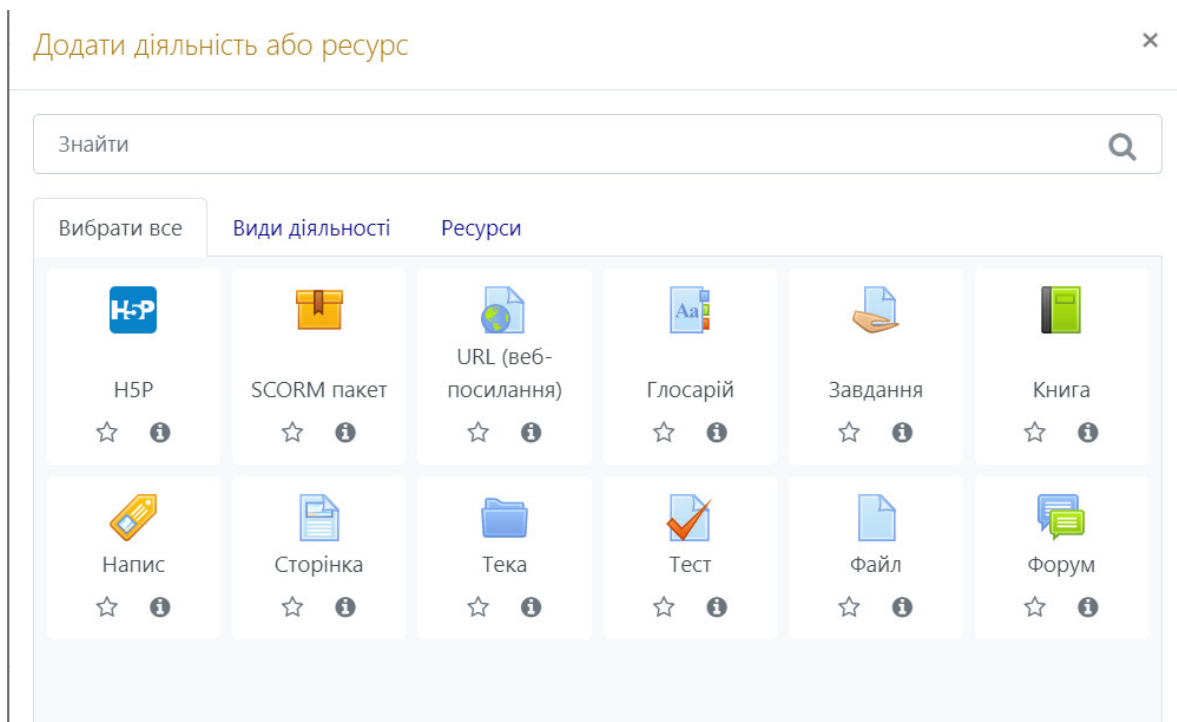 Додати діяльність або ресурс ×
Знайти
Вибрати все Види діяльності Ресурси
H5P
Aa
URL (веб-
H5P SCORM пакет посилання) Глосарій Завдання Книга
Напис Сторінка Тека Тест Файл Форум